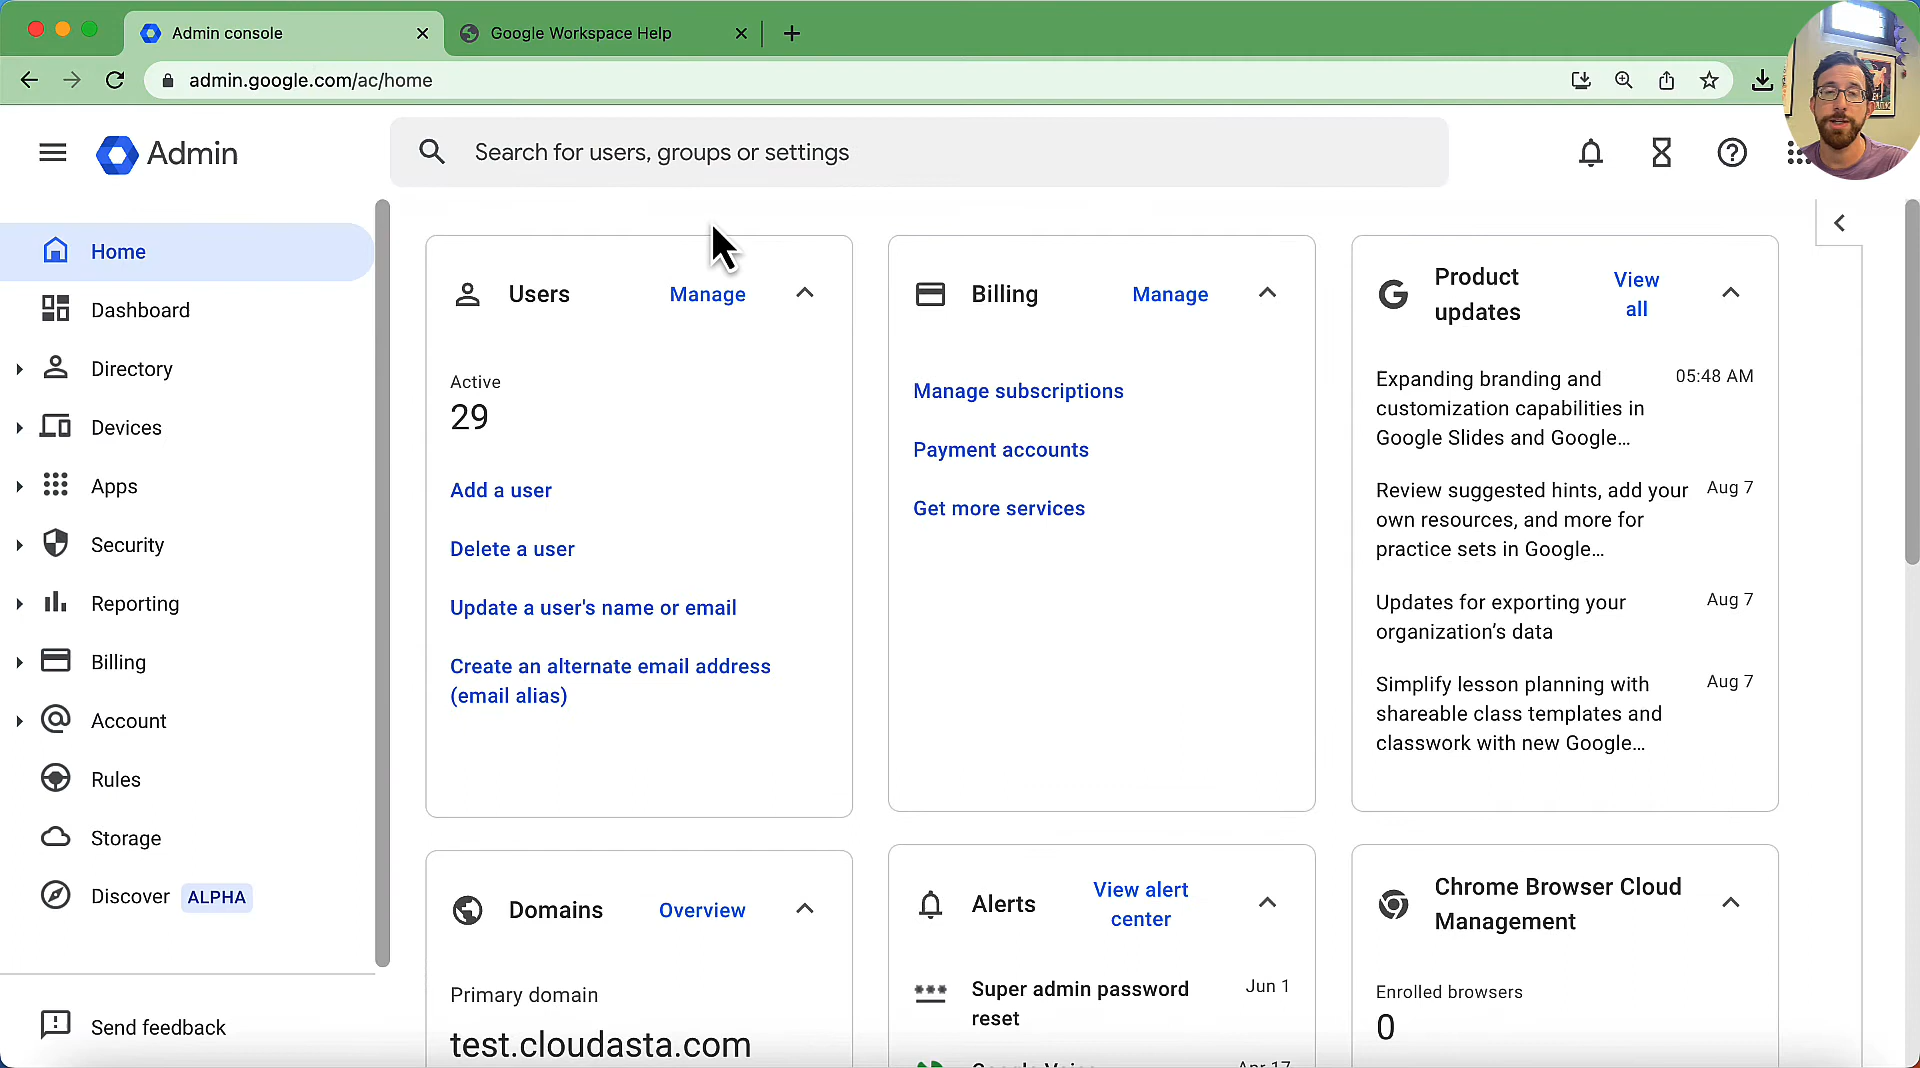 Admin console
Google Workspace Help
admin.google.com/ac/home
Admin
Search for users, groups or settings
Home
Dashboard
Directory
Devices
Apps
Security
Reporting
Billing
Account
Rules
Storage
Discover ALPHA
Send feedback
Users Manage
Active
29
Add a user
Delete a user
Update a user's name or email
Create an alternate email address
(email alias)
Billing Manage
Manage subscriptions
Payment accounts
Get more services
Product
updates
View
all
Expanding branding and
customization capabilities in
Google Slides and Google...
05:48 AM
Review suggested hints, add your
own resources, and more for
practice sets in Google...
Aug 7
Updates for exporting your
organization’s data
Aug 7
Simplify lesson planning with
shareable class templates and
classwork with new Google...
Aug 7
Domains Overview
Primary domain
test.cloudasta.com
Alerts
View alert
center
Super admin password
reset
Jun 1
Chrome Browser Cloud
Management
Enrolled browsers
0